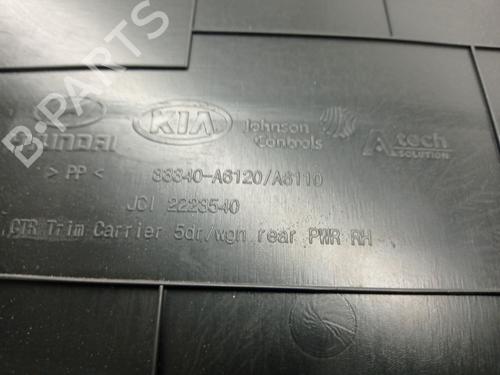 B-PARTS
HYUNDAI
KIA
Johnson Controls
Atech SOLUTION
> PP <
83340-A6120/A6110
JCI 2223540
CTR Trim Carrier 5dr/wgn rear PWR RH